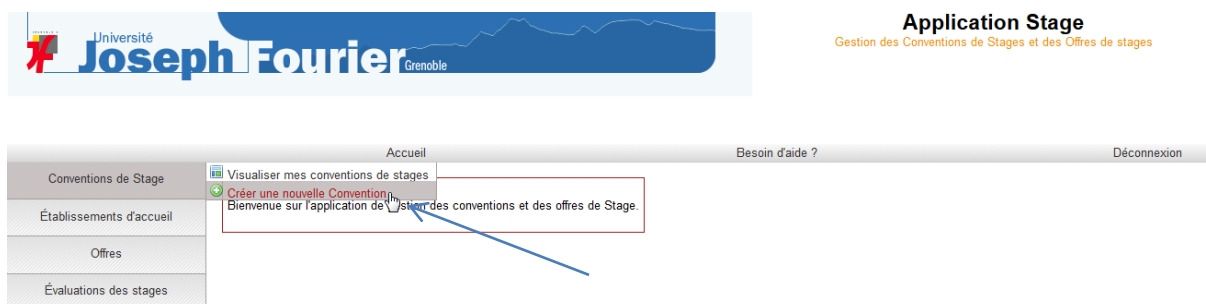 Université
Joseph Fourier
Grenoble
Application Stage
Gestion des Conventions de Stages et des Offres de stages
Accueil
Besoin d'aide ?
Déconnexion
Conventions de Stage
Visualiser mes conventions de stages
Créer une nouvelle Convention
Bienvenue sur l'application de stion des conventions et des offres de Stage.
Établissements d'accueil
Offres
Évaluations des stages